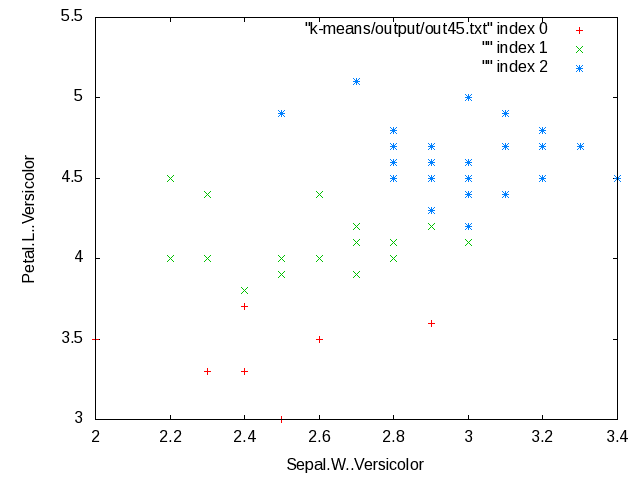 5.5
"k-means/output/out45.txt" index 0
"" index 1
"" index 2
5
4.5
4
3.5
3
Petal.L..Versicolor
2 2.2 2.4 2.6 2.8 3 3.2 3.4
Sepal.W..Versicolor